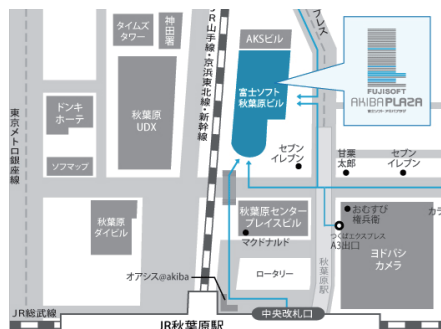 タイムズ
タワー
神田署
JR山手線・京浜東北線・新幹線
AKSビル
FUJISOFT
AKIBA PLAZA
富士ソフト
秋葉原ビル
ドンキ
ホーテ
秋葉原
UDX
東京メトロ銀座線
ソフマップ
セブン
イレブン
甘栗
太郎
セブン
イレブン
秋葉原
ダイビル
秋葉原センター
プレイスビル
マクドナルド
おむすび
権兵衛
つくばエクスプレス
A3出口
カラ
ヨドバシ
カメラ
オアシス@akiba
ロータリー
秋葉原駅
中央改札口
JR総武線
JR秋葉原駅